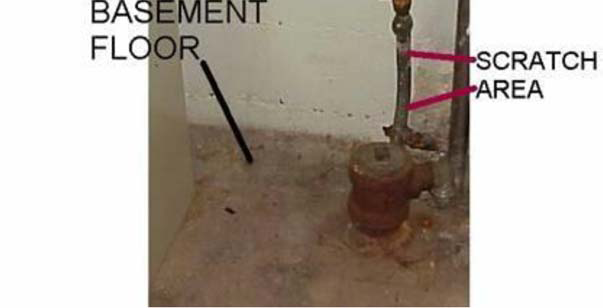 BASEMENT
FLOOR
SCRATCH
AREA